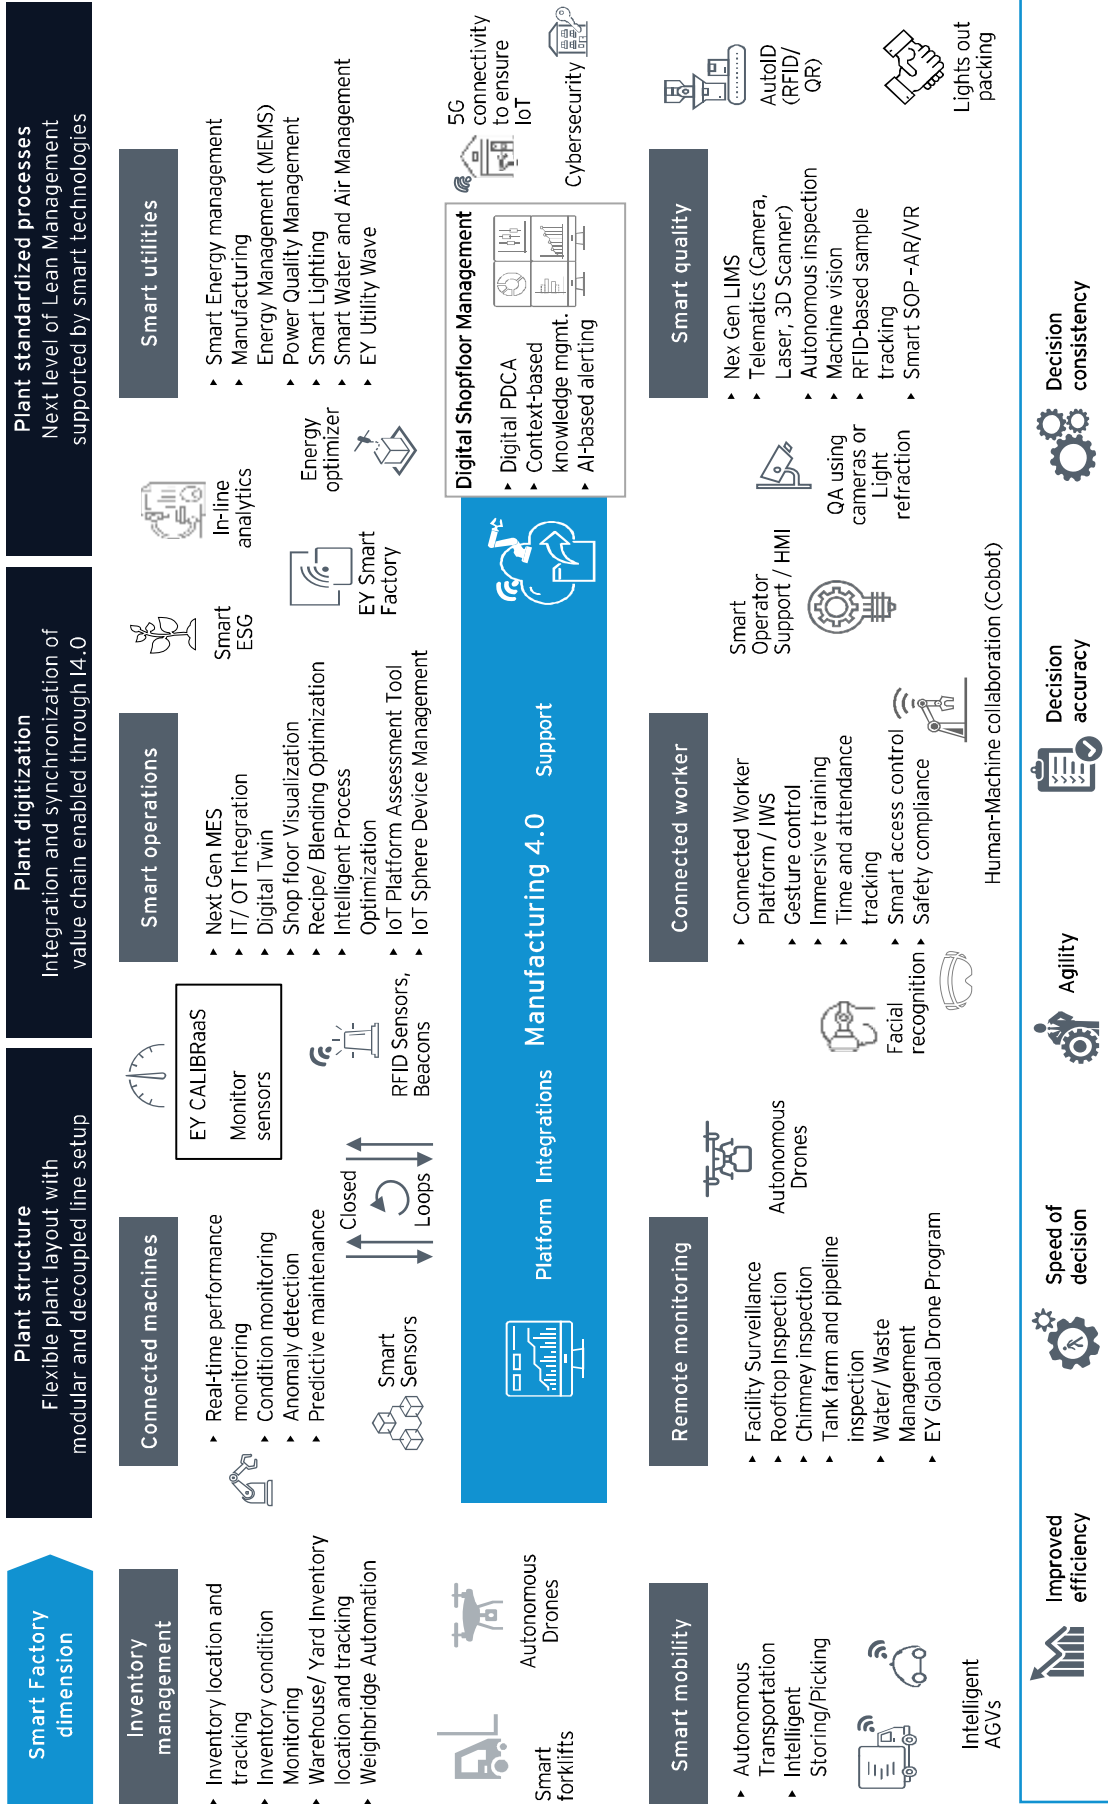 Smart Factory
dimension
Plant structure
Flexible plant layout with
modular and decoupled line setup
Plant digitization
Integration and synchronization of
value chain enabled through I4.0
Plant standardized processes
Next level of Lean Management
supported by smart technologies
Inventory
management
Inventory location and
tracking
Inventory condition
Monitoring
Warehouse/ Yard Inventory
location and tracking
Weighbridge Automation
Connected machines
Real-time performance
monitoring
Condition monitoring
Anomaly detection
Predictive maintenance
EY CALIBRaaS
Monitor
sensors
Smart operations
Next Gen MES
IT/ OT Integration
Digital Twin
Shop floor Visualization
Recipe/ Blending Optimization
Intelligent Process
Optimization
IoT Platform Assessment Tool
IoT Sphere Device Management
Smart
ESG
In-line
analytics
EY Smart
Factory
Energy
optimizer
Smart utilities
Smart Energy management
Manufacturing
Energy Management (MEMS)
Power Quality Management
Smart Lighting
Smart Water and Air Management
EY Utility Wave
Smart
Sensors
Closed
Loops
RFID Sensors,
Beacons
Smart
forklifts
Autonomous
Drones
Platform Integrations
Manufacturing 4.0
Support
Digital Shopfloor Management
Digital PDCA
Context-based
knowledge mgmt.
AI-based alerting
5G
connectivity
to ensure
IoT
Cybersecurity
Smart mobility
Autonomous
Transportation
Intelligent
Storing/Picking
Intelligent
AGVs
Remote monitoring
Facility Surveillance
Rooftop Inspection
Chimney inspection
Tank farm and pipeline
inspection
Water/ Waste
Management
EY Global Drone Program
Autonomous
Drones
Facial
recognition
Connected worker
Connected Worker
Platform / IWS
Gesture control
Immersive training
Time and attendance
tracking
Smart access control
Safety compliance
Human-Machine collaboration (Cobot)
Smart
Operator
Support / HMI
QA using
cameras or
Light
refraction
Smart quality
Nex Gen LIMS
Telematics (Camera,
Laser, 3D Scanner)
Autonomous inspection
Machine vision
RFID-based sample
tracking
Smart SOP -AR/VR
AutoID
(RFID/
QR)
Lights out
packing
Improved
efficiency
Speed of
decision
Agility
Decision
accuracy
Decision
consistency